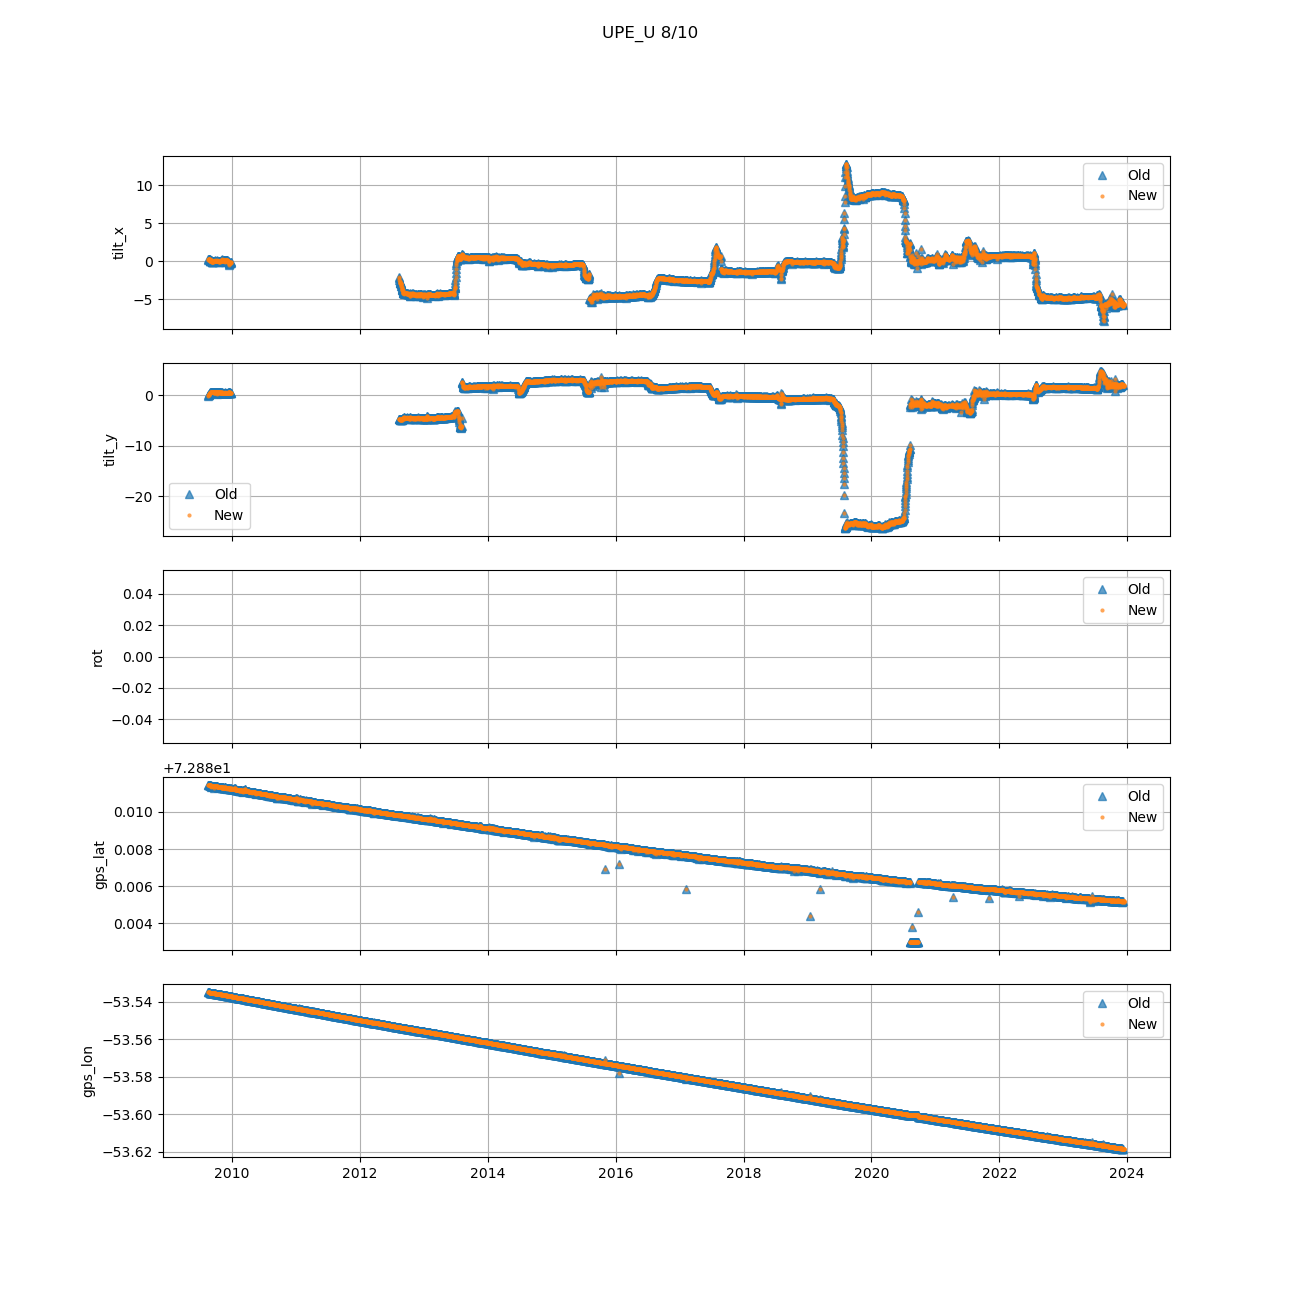 UPE_U 8/10
tilt_x
10
5
0
−5
Old
New
tilt_y
0
−10
−20
Old
New
rot
0.04
0.02
0.00
−0.02
−0.04
Old
New
+7.288e1
gps_lat
0.010
0.008
0.006
0.004
Old
New
gps_lon
−53.54
−53.56
−53.58
−53.60
−53.62
Old
New
2010 2012 2014 2016 2018 2020 2022 2024